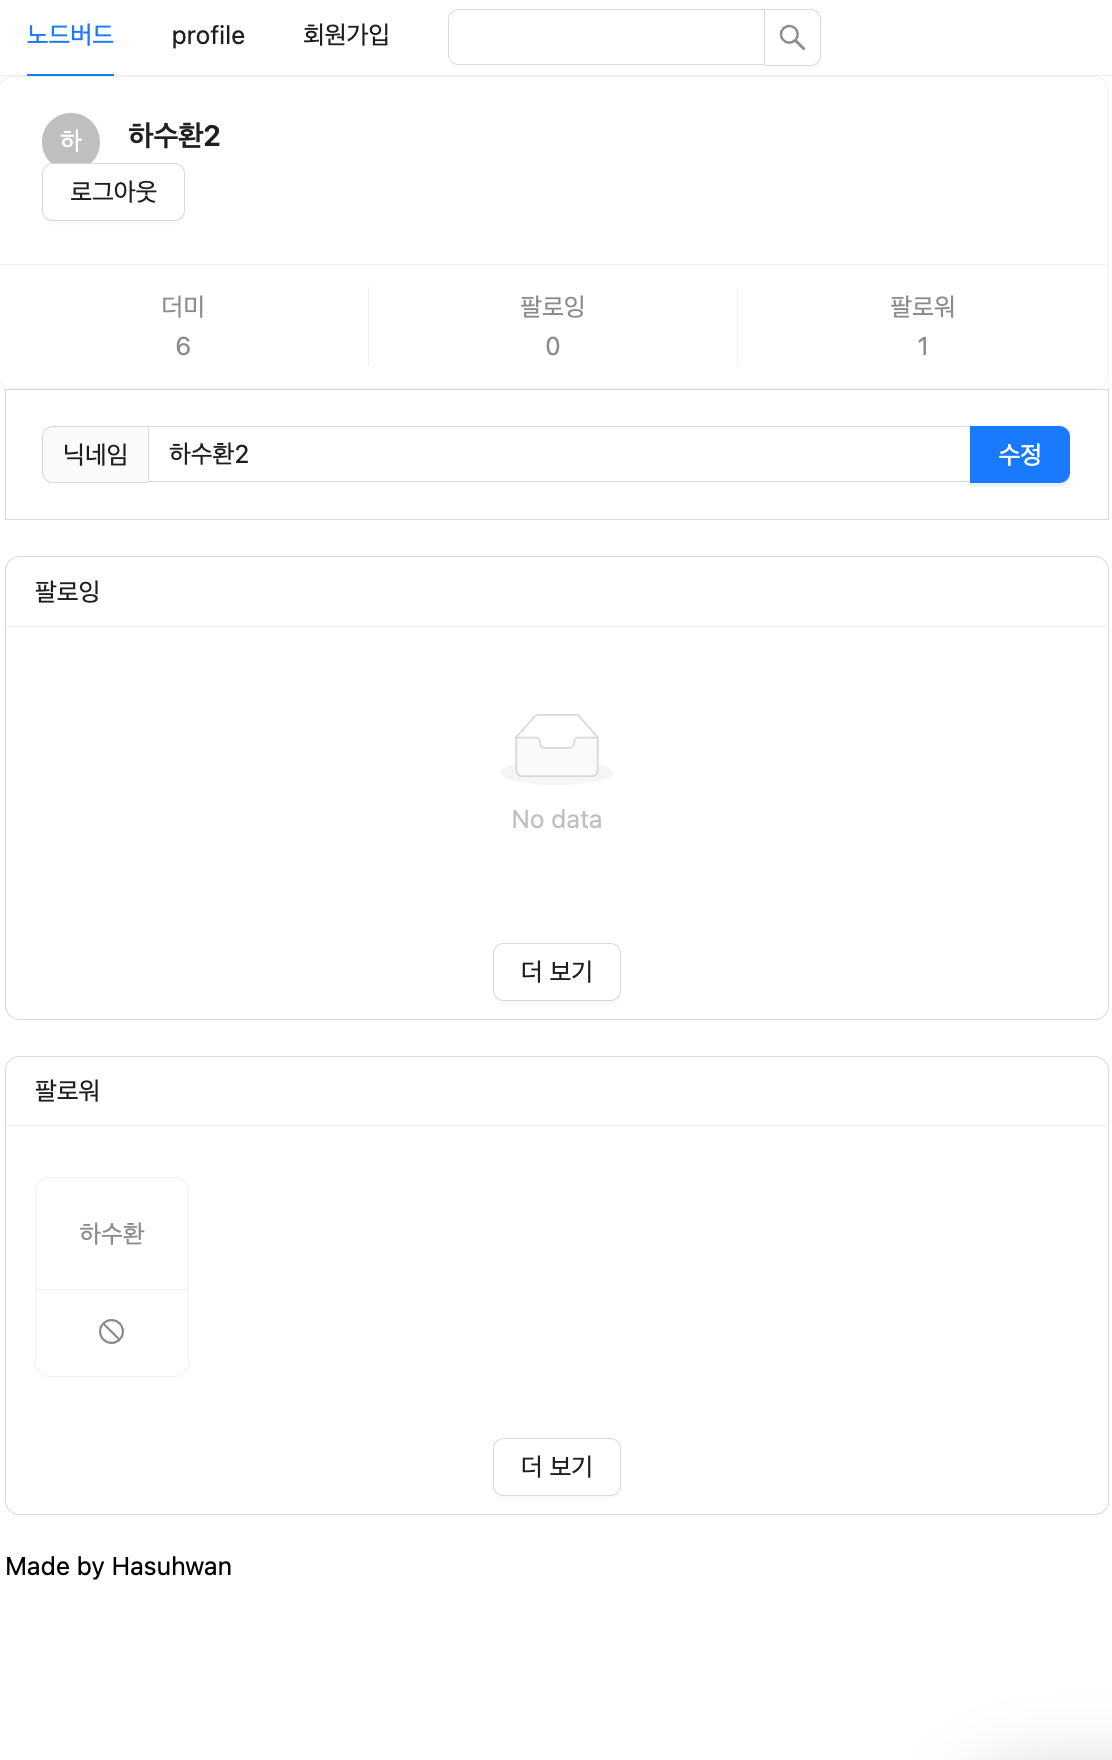 노드버드 profile 회원가입
하 하수환2
로그아웃
더미 팔로잉 팔로워
6 0 1
닉네임 하수환2 수정
팔로잉
No data
더 보기
팔로워
하수환
더 보기
Made by Hasuhwan